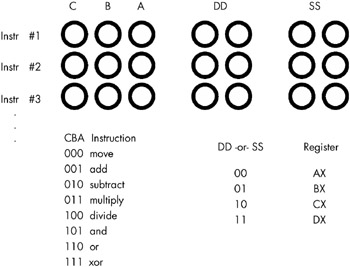 C B A DD SS
Instr #1
Instr #2
Instr #3
.
.
.
CBA Instruction
000 move
001 add
010 subtract
011 multiply
100 divide
101 and
110 or
111 xor
DD -or- SS Register
00 AX
01 BX
10 CX
11 DX